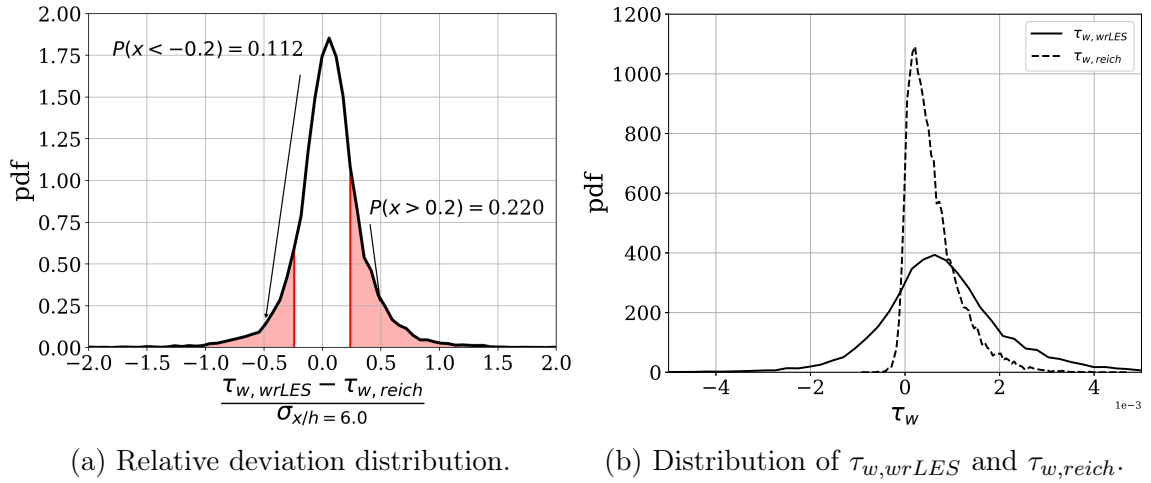 2.00
1.75
1.50
1.25
1.00
0.75
0.50
0.25
0.00
pdf
P(x < −0.2) = 0.112
P(x > 0.2) = 0.220
−2.0 −1.5 −1.0 −0.5 0.0 0.5 1.0 1.5 2.0
τw, wrLES − τw, reich
σx/h = 6.0
(a) Relative deviation distribution.
1200
1000
800
600
400
200
0
pdf
τw, wrLES
τw, reich
−4 −2 0 2 4
1e−3
τw
(b) Distribution of τw,wrLES and τw,reich.